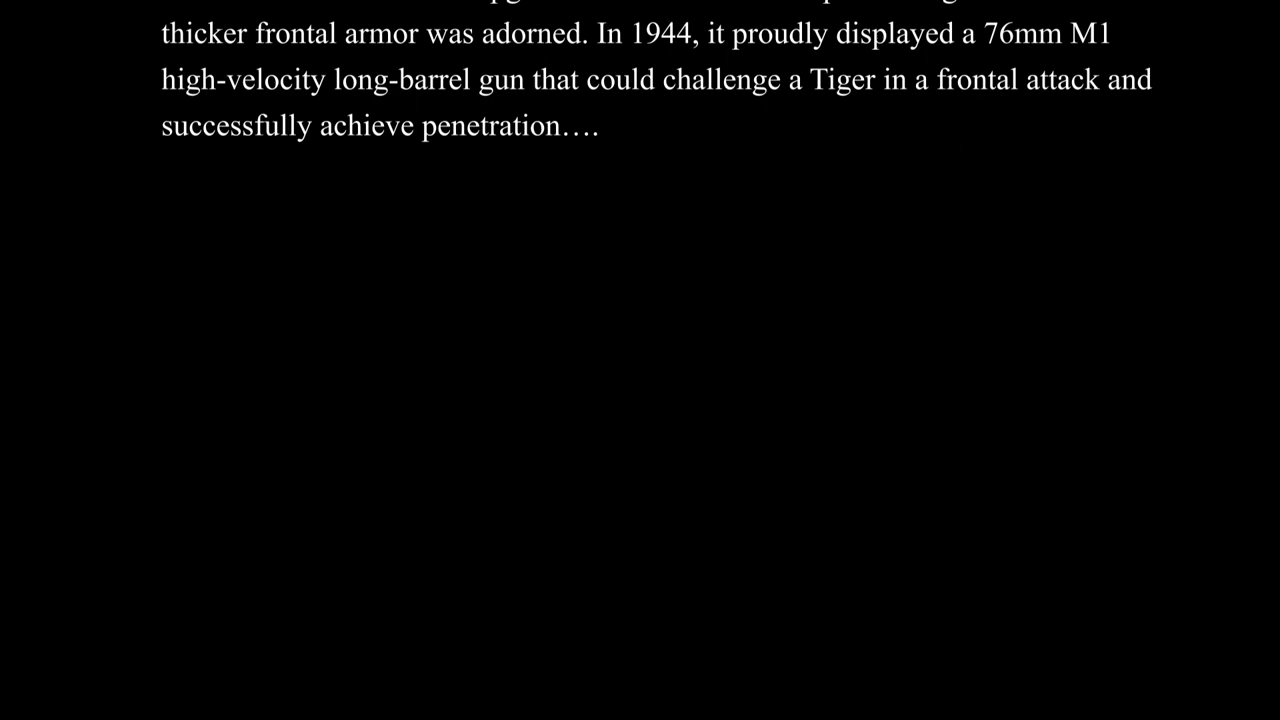 thicker frontal armor was adorned. In 1944, it proudly displayed a 76mm M1
high-velocity long-barrel gun that could challenge a Tiger in a frontal attack and
successfully achieve penetration….